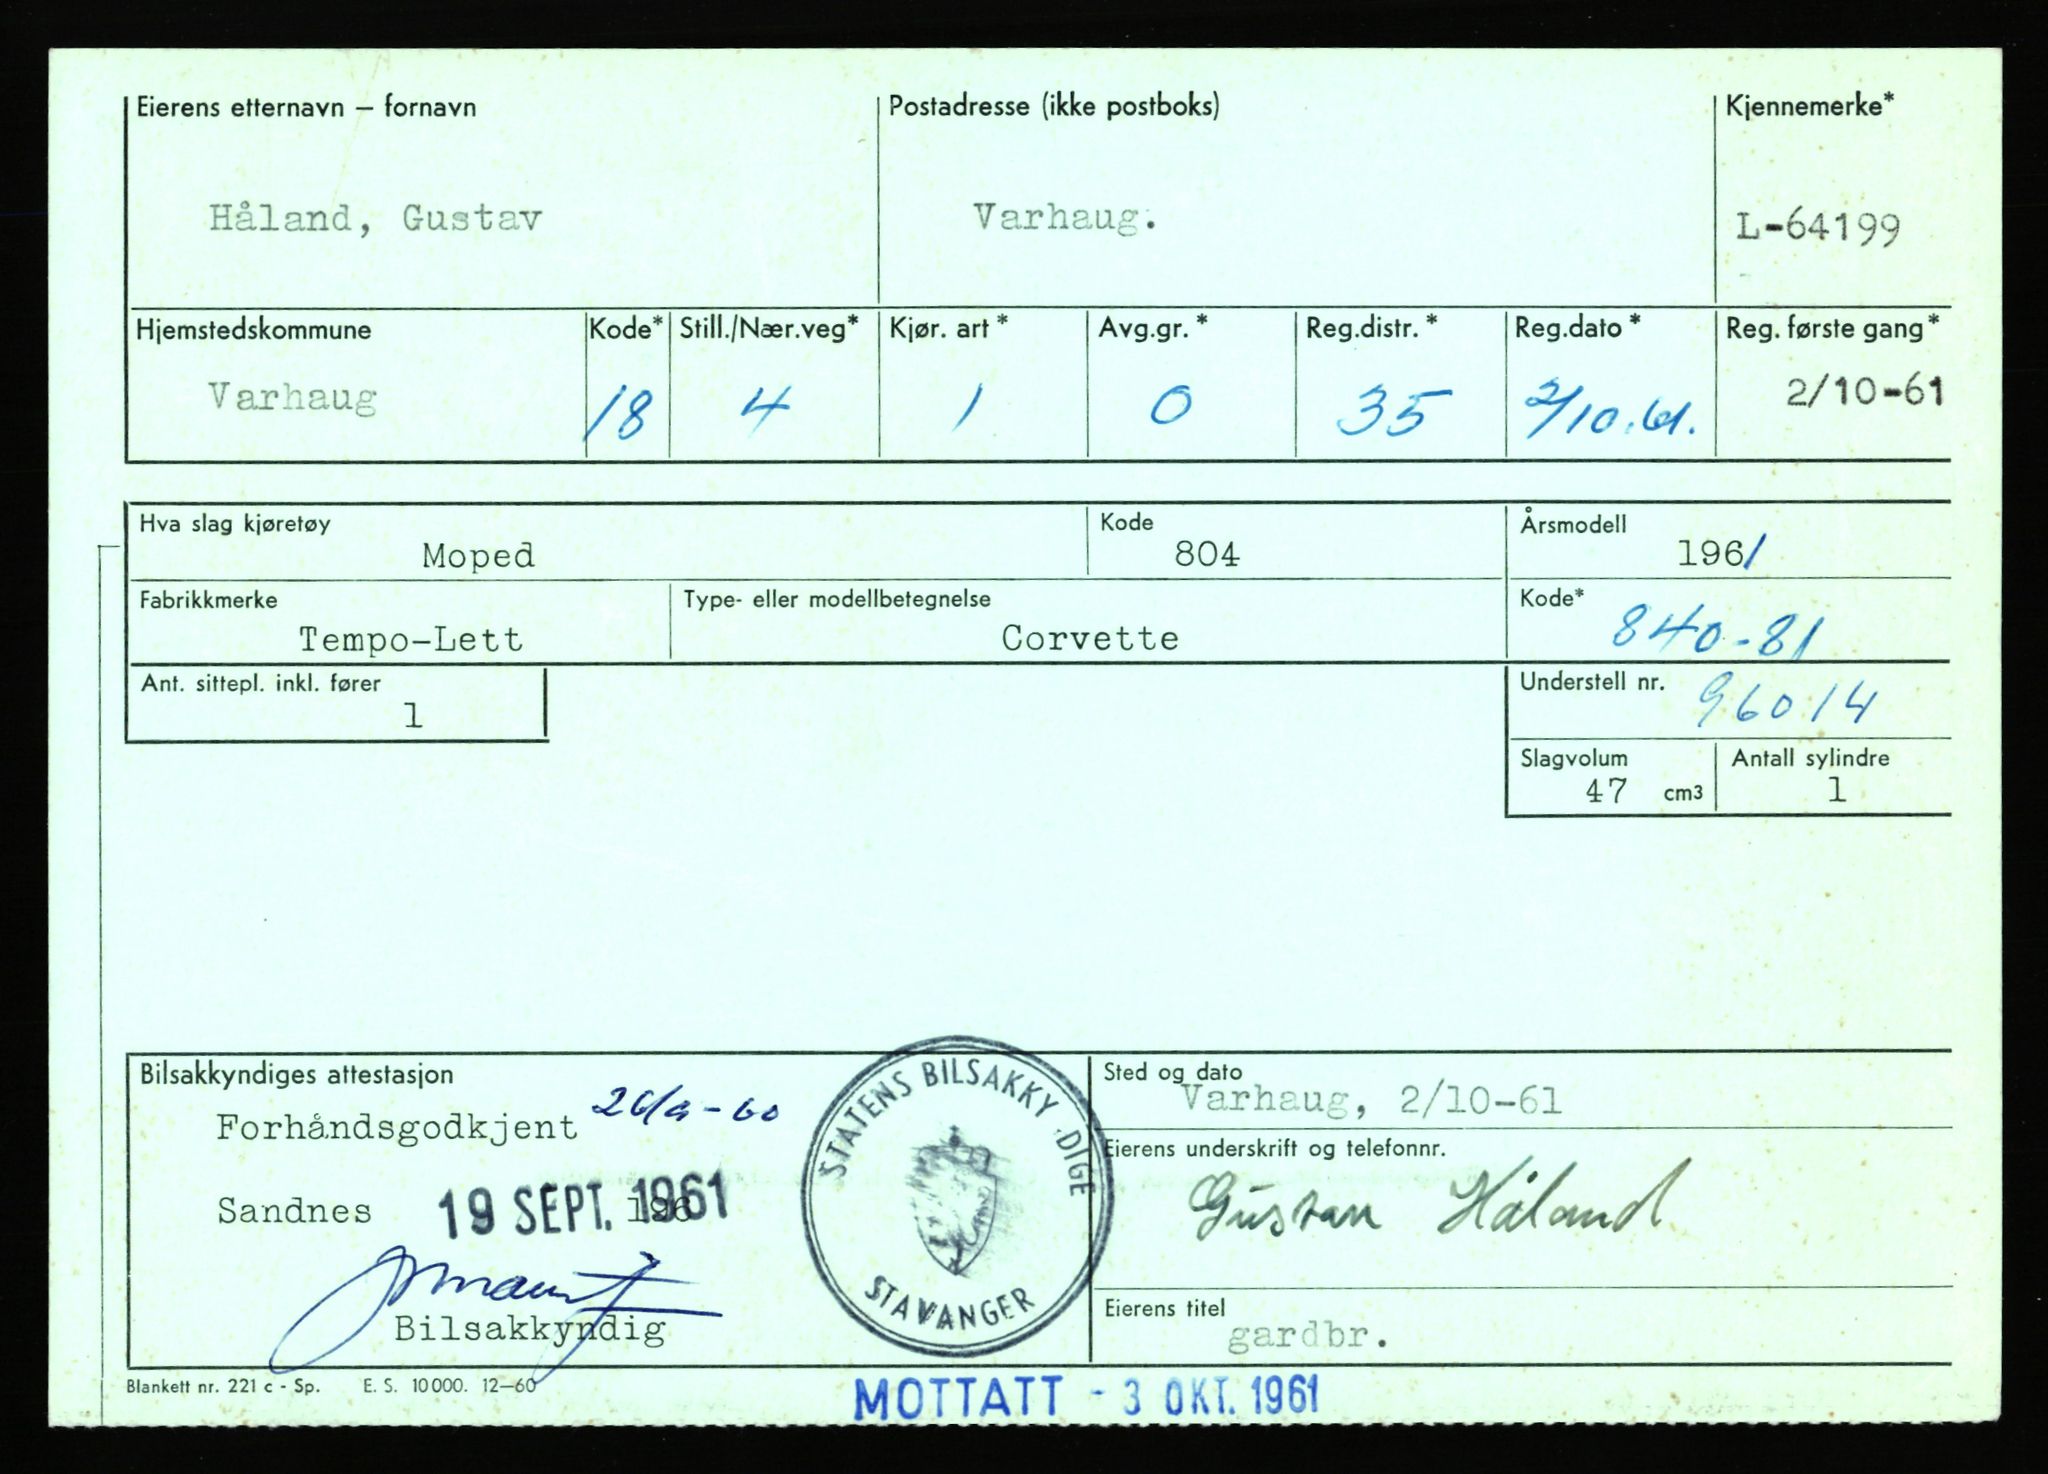 Eierens etternavn – fornavn
Postadresse (ikke postboks)
Kjennemerke*
Håland, Gustav
Varhaug.
L-64199
Hjemstedskommune
Kode*
Still./Nær.veg*
Kjør. art *
Avg.gr. *
Reg.distr. *
Reg.dato *
Reg. første gang*
Varhaug
18
4
1
0
35
2/10.61.
2/10-61
Hva slag kjøretøy
Moped
Kode
804
Årsmodell
1961
Fabrikkmerke
Tempo-Lett
Type- eller modellbetegnelse
Corvette
Kode*
840-81
Ant. sittepl. inkl. fører
1
Understell nr.
96014
Slagvolum
47 cm3
Antall sylindre
1
Bilsakkyndiges attestasjon
Forhåndsgodkjent
Sandnes 19 SEPT. 1961
196
Bilsakkyndig
STATENS BILSAKKY DIGE
STAVANGER
Sted og dato
Varhaug, 2/10-61
Eierens underskrift og telefonnr.
Gustav Håland
Eierens titel
gardbr.
Blankett nr. 221 c - Sp. E. S. 10 000. 12–60
MOTTATT - 3 OKT. 1961